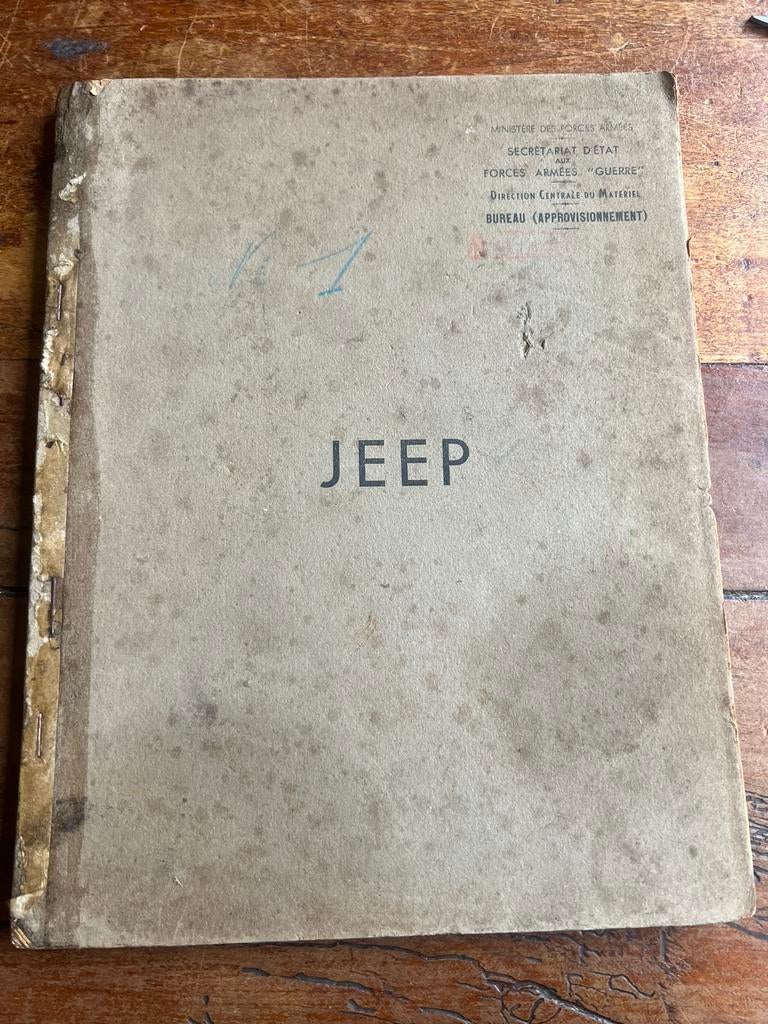 MINISTÈRE DES FORCES ARMÉES
SECRÉTARIAT D'ÉTAT
AUX
FORCES ARMÉES "GUERRE"
DIRECTION CENTRALE DU MATÉRIEL
BUREAU (APPROVISIONNEMENT)
N° 1
JEEP